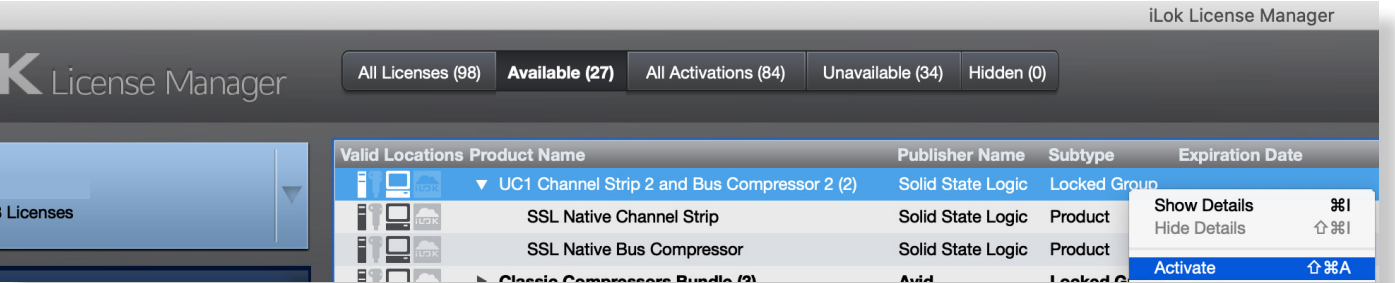 iLok License Manager
K License Manager
All Licenses (98) Available (27) All Activations (84) Unavailable (34) Hidden (0)
Valid Locations Product Name Publisher Name Subtype Expiration Date
▼ UC1 Channel Strip 2 and Bus Compressor 2 (2) Solid State Logic Locked Group
Licenses
Show Details ⌘I
SSL Native Channel Strip Solid State Logic Product
Hide Details ⇧⌘I
SSL Native Bus Compressor Solid State Logic Product
Activate ⇧⌘A
Classic Compressors Bundle (3) Avid Locked G